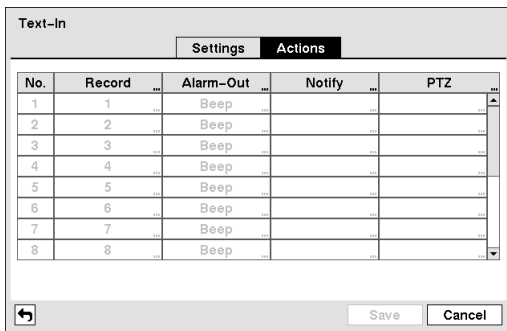 Text-In
Settings Actions
No. Record ... Alarm-Out ... Notify ... PTZ ...
1 1 ... Beep ... ... ...
2 2 ... Beep ... ... ...
3 3 ... Beep ... ... ...
4 4 ... Beep ... ... ...
5 5 ... Beep ... ... ...
6 6 ... Beep ... ... ...
7 7 ... Beep ... ... ...
8 8 ... Beep ... ... ...
Save Cancel